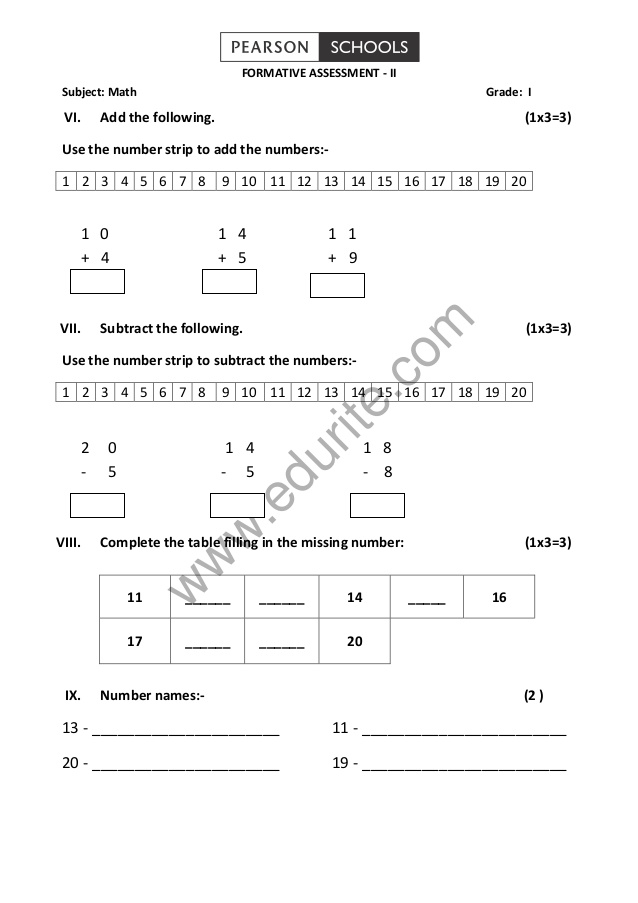 PEARSON SCHOOLS
FORMATIVE ASSESSMENT - II
Subject: Math Grade: I
VI. Add the following. (1x3=3)
Use the number strip to add the numbers:-
1 2 3 4 5 6 7 8 9 10 11 12 13 14 15 16 17 18 19 20
1 0 1 4 1 1
+ 4 + 5 + 9
VII. Subtract the following. (1x3=3)
Use the number strip to subtract the numbers:-
1 2 3 4 5 6 7 8 9 10 11 12 13 14 15 16 17 18 19 20
2 0 1 4 1 8
- 5 - 5 - 8
www.edurite.com
VIII. Complete the table filling in the missing number: (1x3=3)
11 ______ ______ 14 _____ 16
17 ______ ______ 20
IX. Number names:- (2 )
13 - ______________________ 11 - ________________________
20 - ______________________ 19 - ________________________